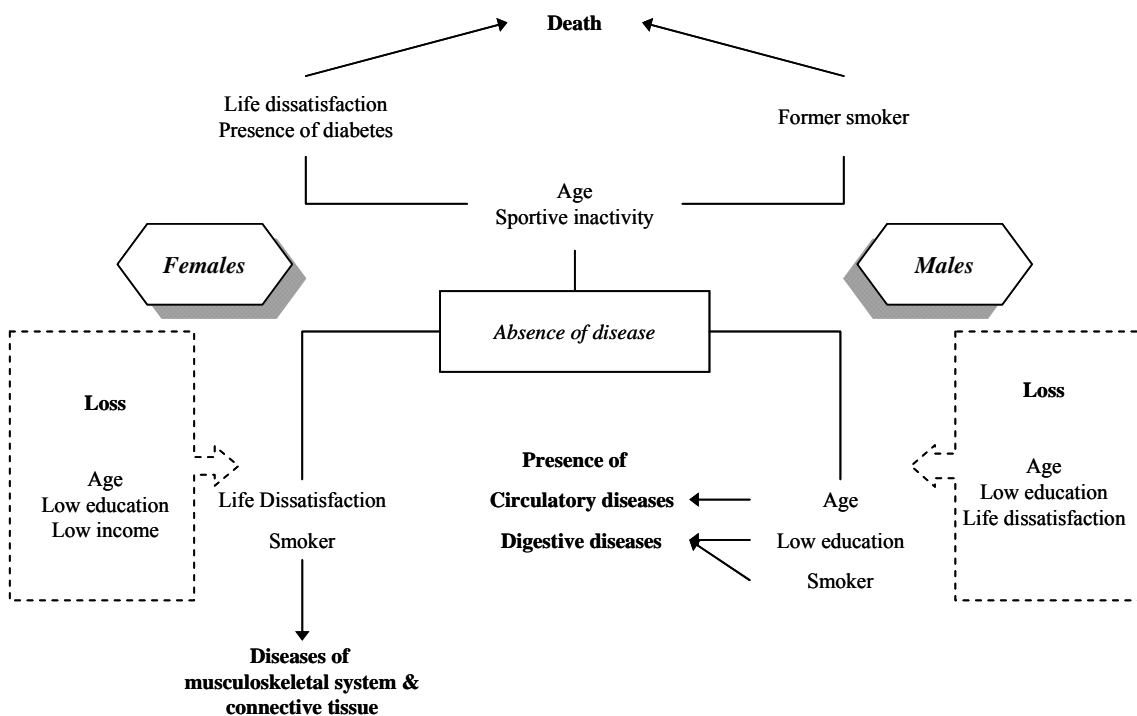 Death
Life dissatisfaction
Presence of diabetes
Former smoker
Age
Sportive inactivity
Females
Males
Absence of disease
Loss
Age
Low education
Low income
Life Dissatisfaction
Smoker
Diseases of
musculoskeletal system &
connective tissue
Presence of
Circulatory diseases
Digestive diseases
Age
Low education
Smoker
Loss
Age
Low education
Life dissatisfaction